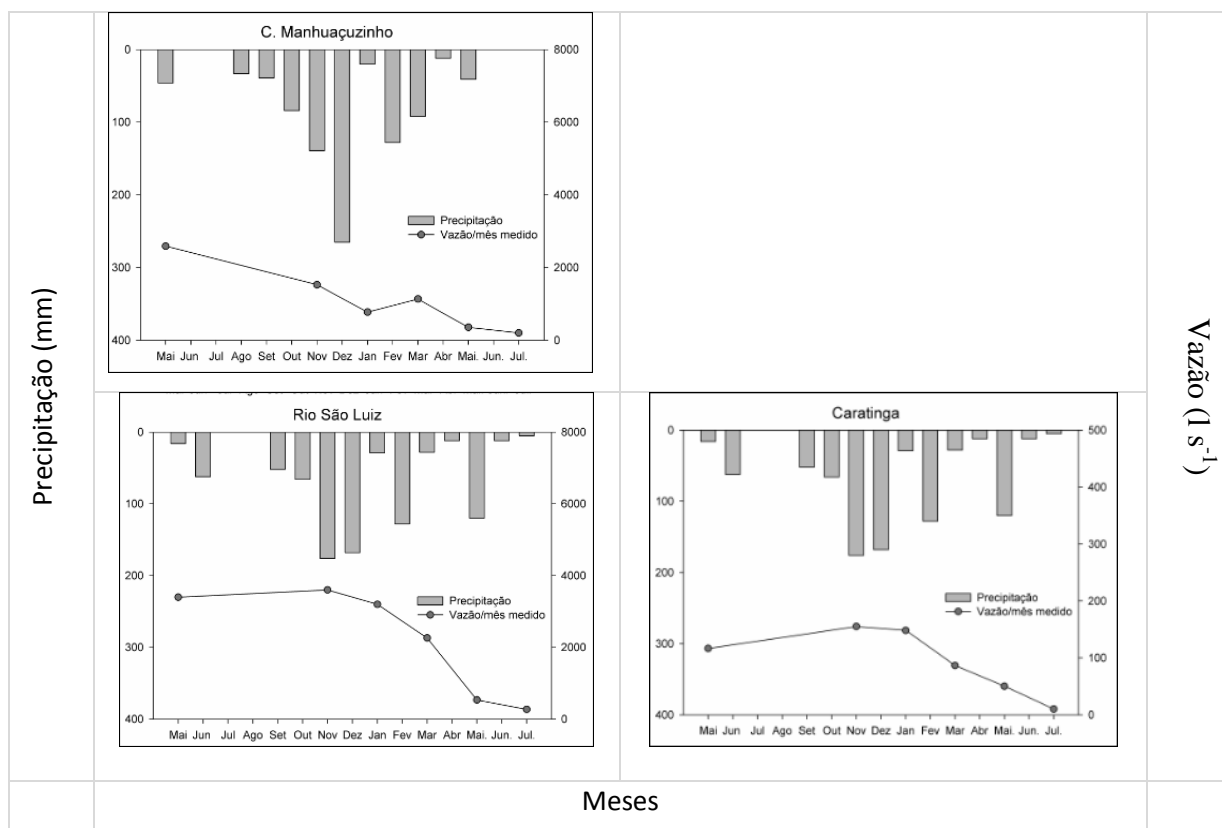 C. Manhuaçuzinho
0
8000
100
6000
200
4000
Precipitação
Vazão/mês medido
300
2000
400
0
Mai Jun Jul Ago Set Out Nov Dez Jan Fev Mar Abr Mai. Jun. Jul.
Precipitação (mm)
Vazão (l s⁻¹)
Rio São Luiz
0
8000
100
6000
200
4000
Precipitação
Vazão/mês medido
300
2000
400
0
Mai Jun Jul Ago Set Out Nov Dez Jan Fev Mar Abr Mai. Jun. Jul.
Caratinga
0
500
400
100
300
200
200
Precipitação
Vazão/mês medido
300
100
400
0
Mai Jun Jul Ago Set Out Nov Dez Jan Fev Mar Abr Mai. Jun. Jul.
Meses